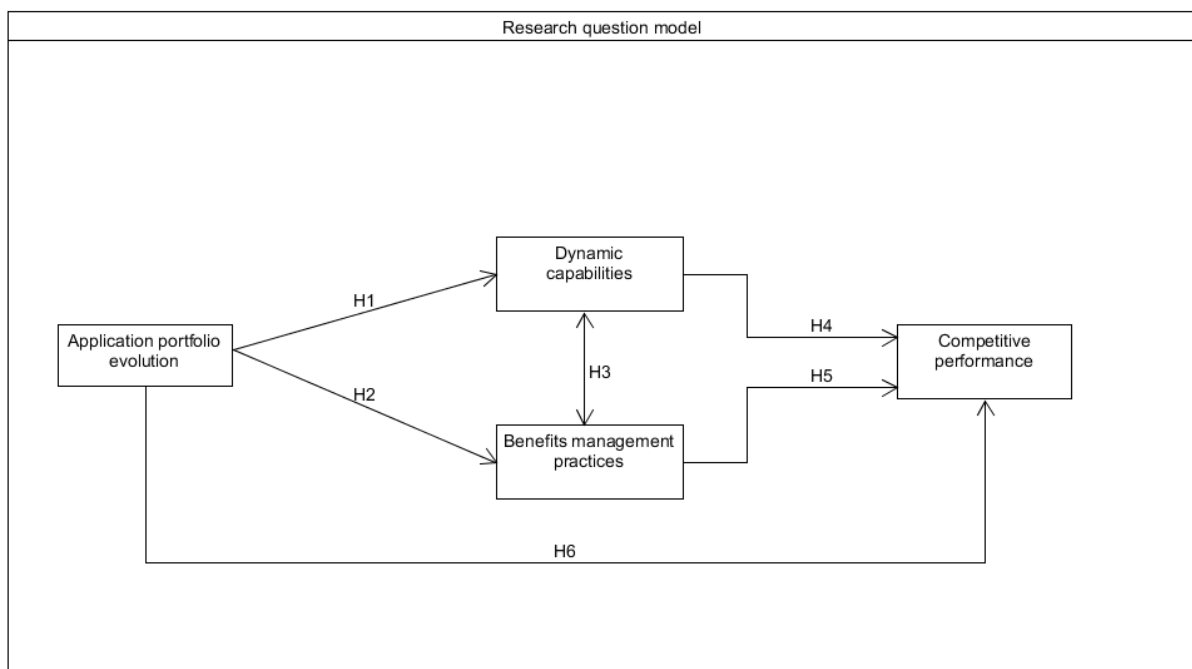 Research question model
Dynamic
capabilities
H1
H4
Application portfolio
evolution
Competitive
performance
H3
H5
H2
Benefits management
practices
H6